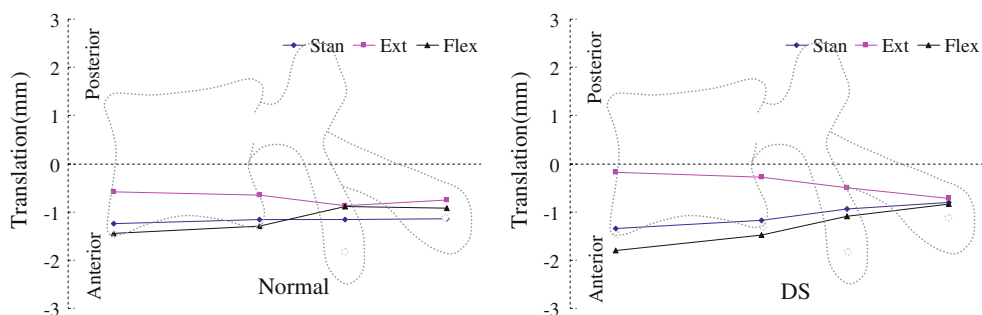 3
2
1
0
-1
-2
-3
Translation(mm)
Posterior
Anterior
Stan Ext Flex
Normal
3
2
1
0
-1
-2
-3
Translation(mm)
Posterior
Anterior
Stan Ext Flex
DS